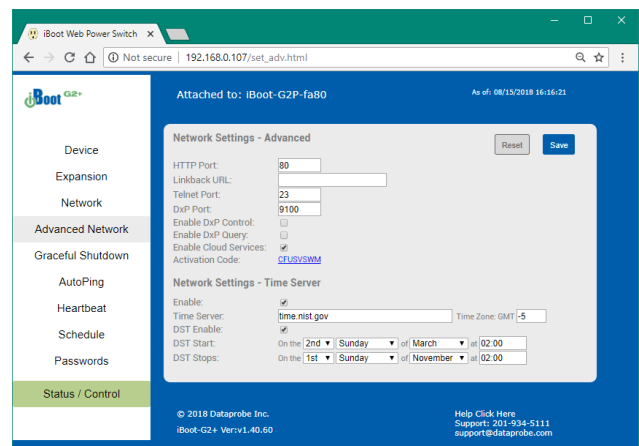 iBoot Web Power Switch
Not secure | 192.168.0.107/set_adv.html
iBoot G2+
Attached to: iBoot-G2P-fa80
As of: 08/15/2018 16:16:21
Device
Expansion
Network
Advanced Network
Graceful Shutdown
AutoPing
Heartbeat
Schedule
Passwords
Status / Control
Network Settings - Advanced
Reset
Save
HTTP Port: 80
Linkback URL:
Telnet Port: 23
DxP Port: 9100
Enable DxP Control:
Enable DxP Query:
Enable Cloud Services:
Activation Code: CFUSVSWM
Network Settings - Time Server
Enable:
Time Server: time.nist.gov Time Zone: GMT -5
DST Enable:
DST Start: On the 2nd Sunday of March at 02:00
DST Stops: On the 1st Sunday of November at 02:00
© 2018 Dataprobe Inc.
iBoot-G2+ Ver:v1.40.60
Help Click Here
Support: 201-934-5111
support@dataprobe.com